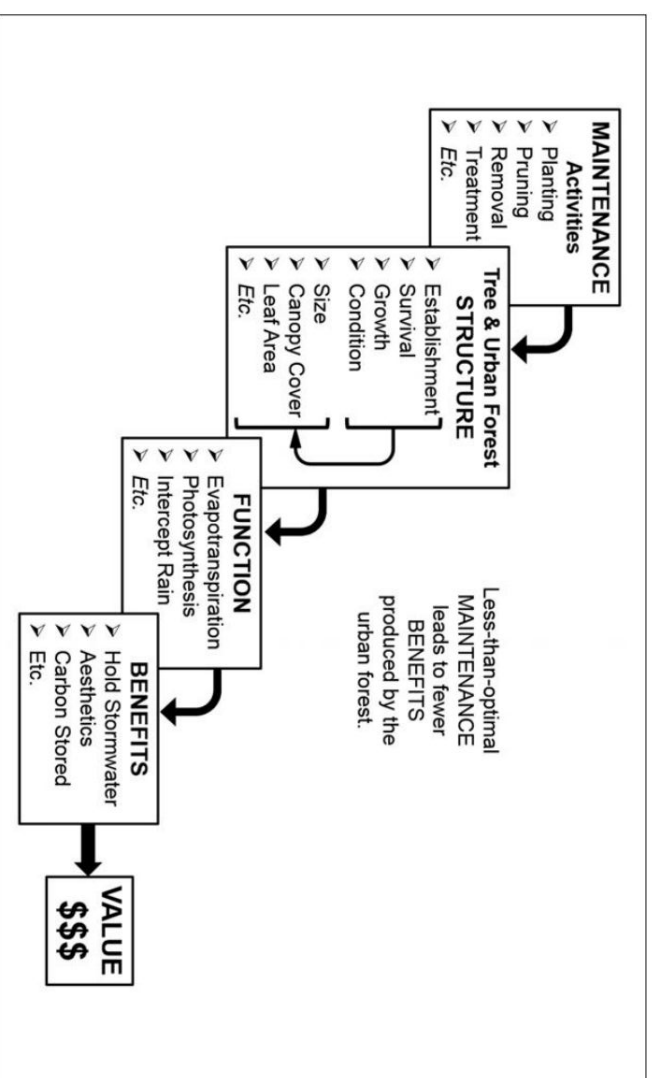 MAINTENANCE
Activities
➢ Planting
➢ Pruning
➢ Removal
➢ Treatment
➢ Etc.
Tree & Urban Forest
STRUCTURE
➢ Establishment
➢ Survival
➢ Growth
➢ Condition
➢ Size
➢ Canopy Cover
➢ Leaf Area
➢ Etc.
Less-than-optimal
MAINTENANCE
leads to fewer
BENEFITS
produced by the
urban forest.
FUNCTION
➢ Evapotranspiration
➢ Photosynthesis
➢ Intercept Rain
➢ Etc.
BENEFITS
➢ Hold Stormwater
➢ Aesthetics
➢ Carbon Stored
➢ Etc.
VALUE
$$$